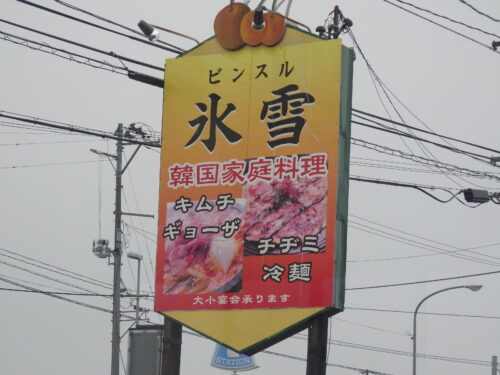 ビンスル
氷雪
韓国家庭料理
キムチ
ギョーザ
チヂミ
冷麺
大小宴会承ります
STATION